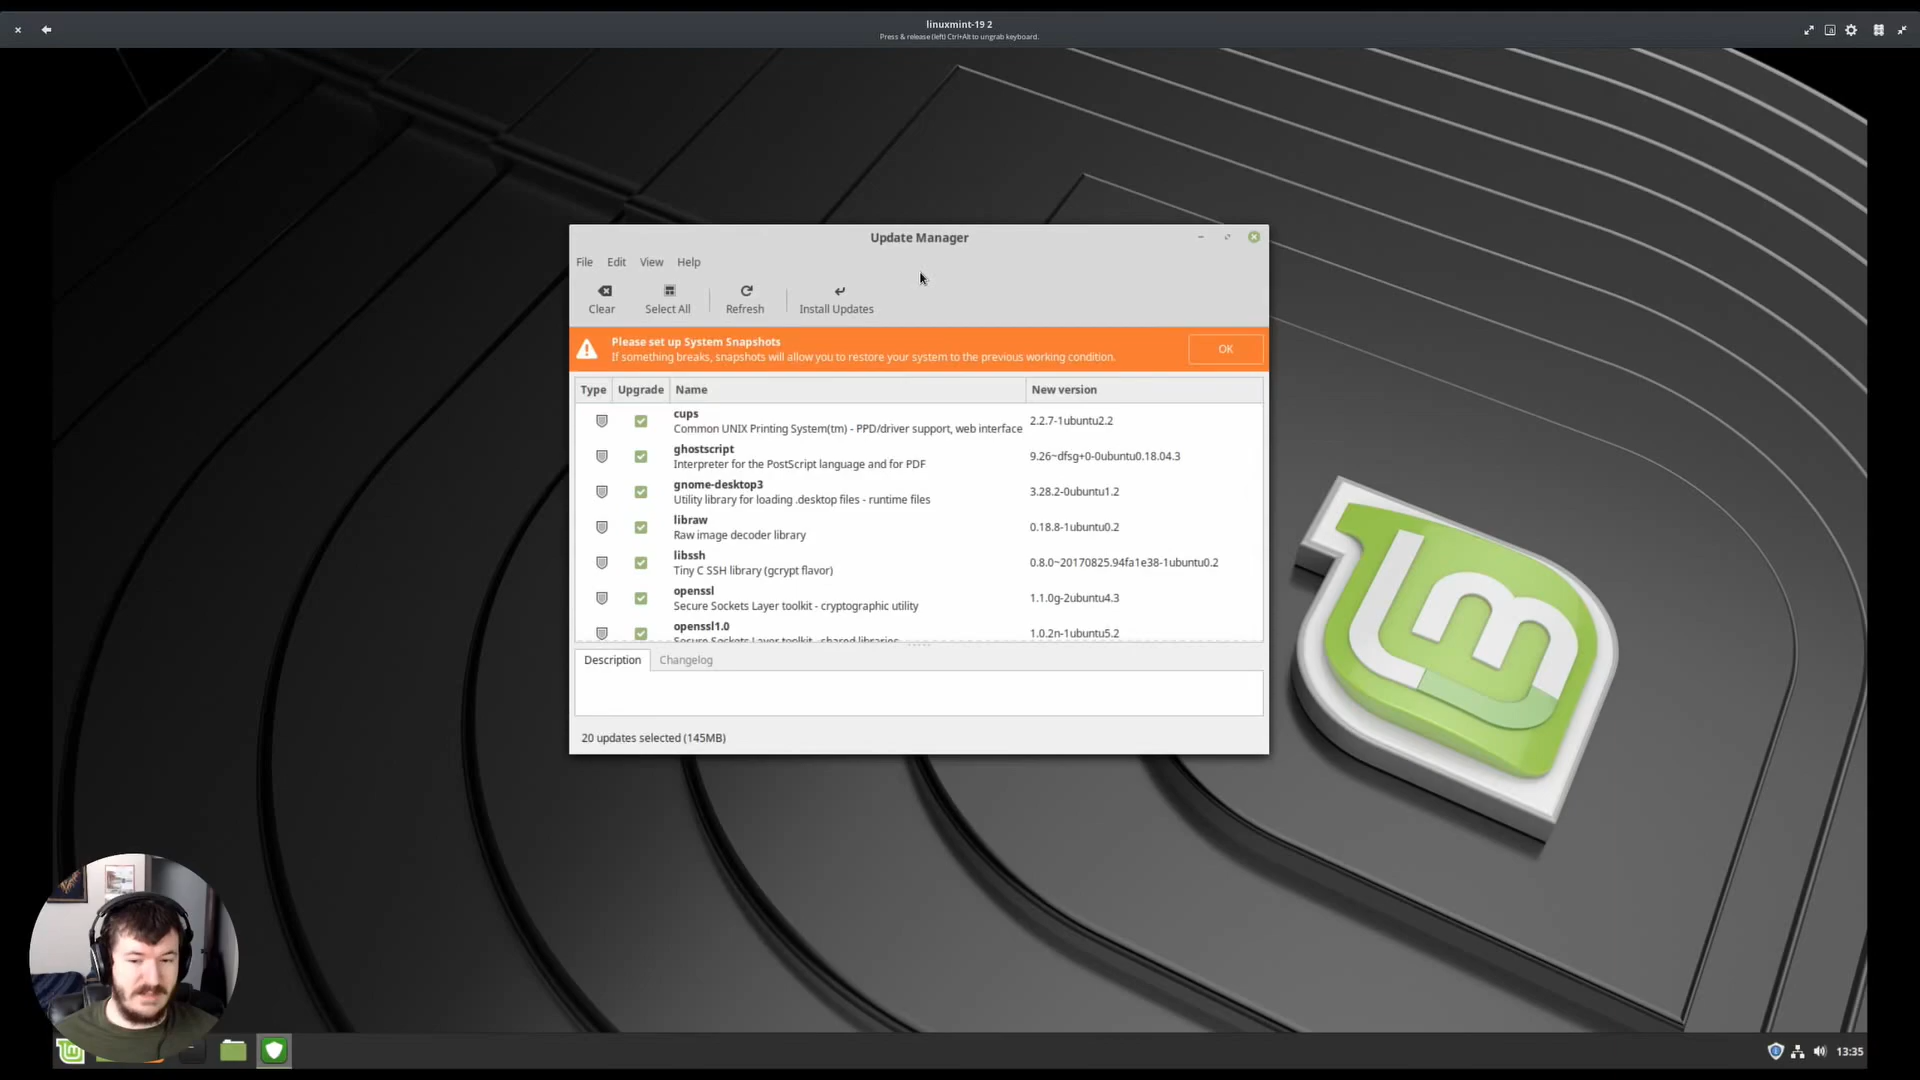 linuxmint-19 2
Press & release (left) Ctrl+Alt to ungrab keyboard.
Update Manager
File Edit View Help
Clear Select All Refresh Install Updates
Please set up System Snapshots
If something breaks, snapshots will allow you to restore your system to the previous working condition.
OK
Type Upgrade Name New version
cups
Common UNIX Printing System(tm) - PPD/driver support, web interface
2.2.7-1ubuntu2.2
ghostscript
Interpreter for the PostScript language and for PDF
9.26~dfsg+0-0ubuntu0.18.04.3
gnome-desktop3
Utility library for loading .desktop files - runtime files
3.28.2-0ubuntu1.2
libraw
Raw image decoder library
0.18.8-1ubuntu0.2
libssh
Tiny C SSH library (gcrypt flavor)
0.8.0~20170825.94fa1e38-1ubuntu0.2
openssl
Secure Sockets Layer toolkit - cryptographic utility
1.1.0g-2ubuntu4.3
openssl1.0
Secure Sockets Layer toolkit - shared libraries
1.0.2n-1ubuntu5.2
Description Changelog
20 updates selected (145MB)
lm
13:35